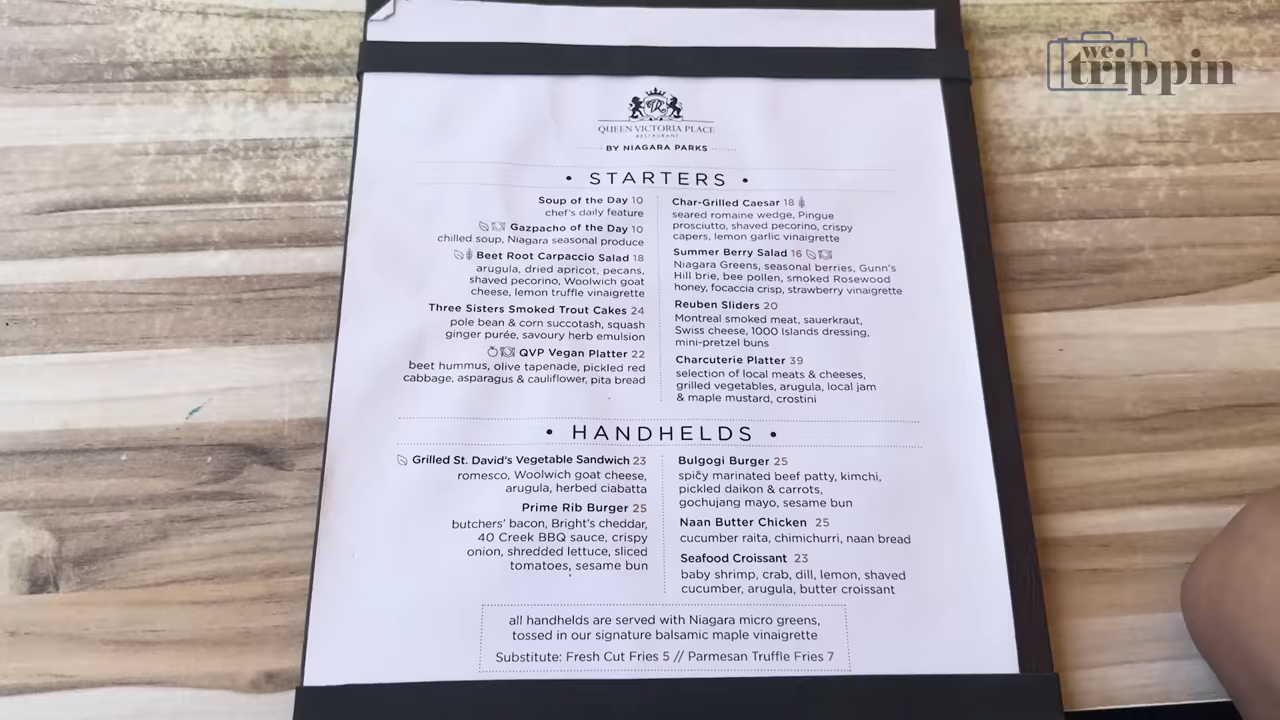 we
trippin
QUEEN VICTORIA PLACE
RESTAURANT
BY NIAGARA PARKS
• STARTERS •
Soup of the Day 10
chef's daily feature
Gazpacho of the Day 10
chilled soup, Niagara seasonal produce
Beet Root Carpaccio Salad 18
arugula, dried apricot, pecans,
shaved pecorino, Woolwich goat
cheese, lemon truffle vinaigrette
Three Sisters Smoked Trout Cakes 24
pole bean & corn succotash, squash
ginger purée, savoury herb emulsion
QVP Vegan Platter 22
beet hummus, olive tapenade, pickled red
cabbage, asparagus & cauliflower, pita bread
Char-Grilled Caesar 18
seared romaine wedge, Pingue
prosciutto, shaved pecorino, crispy
capers, lemon garlic vinaigrette
Summer Berry Salad 16
Niagara Greens, seasonal berries, Gunn's
Hill brie, bee pollen, smoked Rosewood
honey, focaccia crisp, strawberry vinaigrette
Reuben Sliders 20
Montreal smoked meat, sauerkraut,
Swiss cheese, 1000 Islands dressing,
mini-pretzel buns
Charcuterie Platter 39
selection of local meats & cheeses,
grilled vegetables, arugula, local jam
& maple mustard, crostini
• HANDHELDS •
Grilled St. David's Vegetable Sandwich 23
romesco, Woolwich goat cheese,
arugula, herbed ciabatta
Prime Rib Burger 25
butchers' bacon, Bright's cheddar,
40 Creek BBQ sauce, crispy
onion, shredded lettuce, sliced
tomatoes, sesame bun
Bulgogi Burger 25
spicy marinated beef patty, kimchi,
pickled daikon & carrots,
gochujang mayo, sesame bun
Naan Butter Chicken 25
cucumber raita, chimichurri, naan bread
Seafood Croissant 23
baby shrimp, crab, dill, lemon, shaved
cucumber, arugula, butter croissant
all handhelds are served with Niagara micro greens,
tossed in our signature balsamic maple vinaigrette
Substitute: Fresh Cut Fries 5 // Parmesan Truffle Fries 7